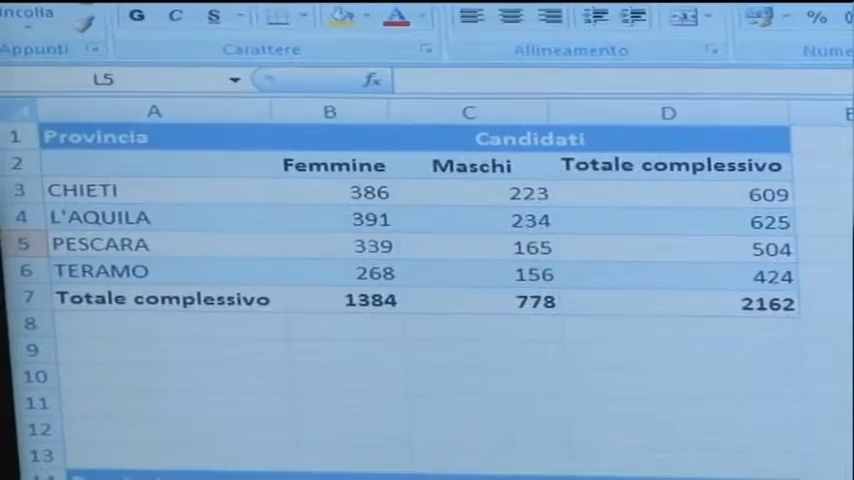 incolla
G C S
A
%
Appunti
Carattere
Allineamento
Nume
L5
fx
A B C D E
1 Provincia Candidati
2 Femmine Maschi Totale complessivo
3 CHIETI 386 223 609
4 L'AQUILA 391 234 625
5 PESCARA 339 165 504
6 TERAMO 268 156 424
7 Totale complessivo 1384 778 2162
8
9
10
11
12
13